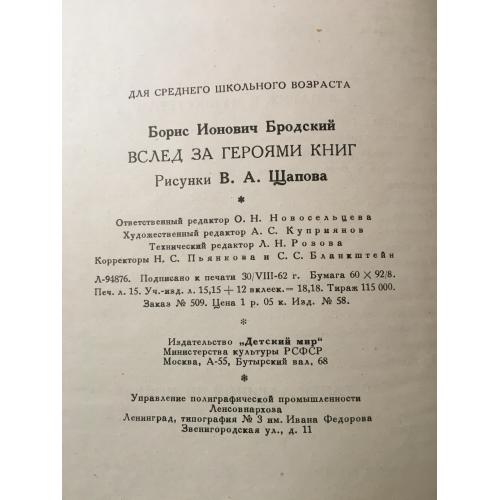 ДЛЯ СРЕДНЕГО ШКОЛЬНОГО ВОЗРАСТА
Борис Ионович Бродский
ВСЛЕД ЗА ГЕРОЯМИ КНИГ
Рисунки В. А. Щапова
*
Ответственный редактор О. Н. Новосельцева
Художественный редактор А. С. Куприянов
Технический редактор Л. Н. Розова
Корректоры Н. С. Пьянкова и С. С. Бланкштейн
Л-94876. Подписано к печати 30/VIII-62 г. Бумага 60 × 92/8.
Печ. л. 15. Уч.-изд. л. 15,15 + 12 вклеек.= 18,18. Тираж 115 000.
Заказ № 509. Цена 1 р. 05 к. Изд. № 58.
*
Издательство „Детский мир"
Министерства культуры РСФСР
Москва, А-55, Бутырский вал, 68
*
Управление полиграфической промышленности
Ленсовнархоза
Ленинград, типография № 3 им. Ивана Федорова
Звенигородская ул., д. 11